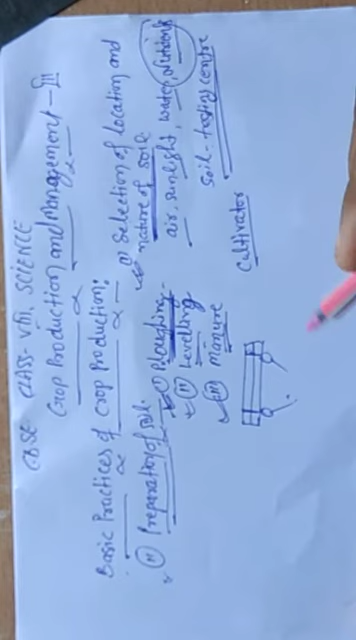 CBSE CLASS-VIII, SCIENCE
Crop Production and Management-III
Basic Practices of Crop Production:
(i) Selection of location and
nature of soil
air, sunlight, water, nutrients
Soil-testing centre
(ii) Preparation of soil
(i) Ploughing-
(ii) Levelling
(iii) Manure
Cultivator